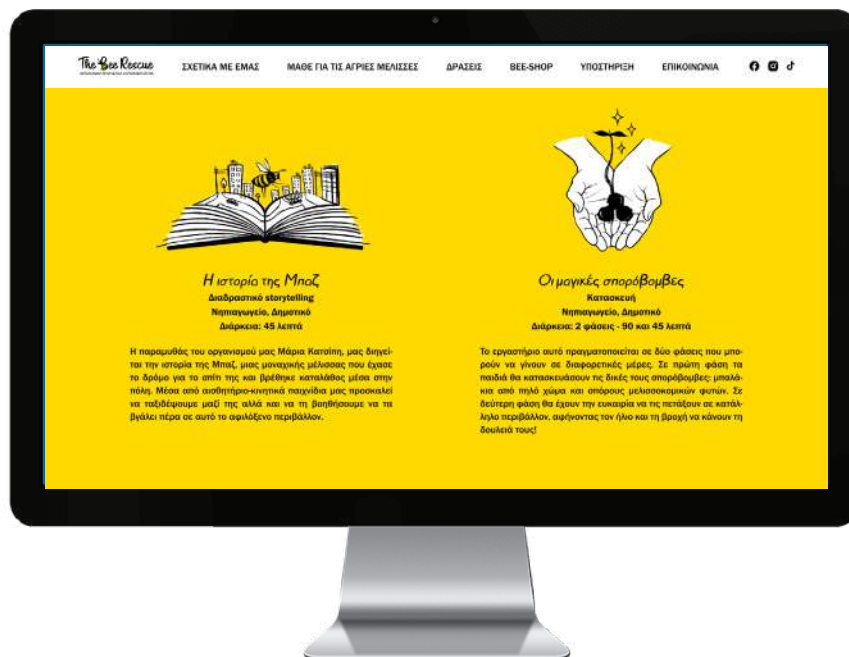 The Bee Rescue
ΣΧΕΤΙΚΑ ΜΕ ΕΜΑΣ ΜΑΘΕ ΓΙΑ ΤΙΣ ΑΓΡΙΕΣ ΜΕΛΙΣΣΕΣ ΔΡΑΣΕΙΣ BEE-SHOP ΥΠΟΣΤΗΡΙΞΗ ΕΠΙΚΟΙΝΩΝΙΑ
Η ιστορία της Μπαζ
Διαδραστικό storytelling
Νηπιαγωγείο, Δημοτικό
Διάρκεια: 45 λεπτά
Η παραμυθάς του οργανισμού μας Μάρια Κατσίπη, μας διηγεί-
ται την ιστορία της Μπαζ, μιας μοναχικής μέλισσας που έχασε
το δρόμο για το σπίτι της και βρέθηκε καταλάθος μέσα στην
πόλη. Μέσα από αισθητήριο-κινητικά παιχνίδια μας προσκαλεί
να ταξιδέψουμε μαζί της αλλά και να τη βοηθήσουμε να τα
βγάλει πέρα σε αυτό το αφιλόξενο περιβάλλον.
Οι μαγικές σπορόβομβες
Κατασκευή
Νηπιαγωγείο, Δημοτικό
Διάρκεια: 2 φάσεις - 90 και 45 λεπτά
Το εργαστήριο αυτό πραγματοποιείται σε δύο φάσεις που μπο-
ρούν να γίνουν σε διαφορετικές μέρες. Σε πρώτη φάση τα
παιδιά θα κατασκευάσουν τις δικές τους σπορόβομβες: μπαλά-
κια από πηλό χώμα και σπόρους μελισσοκομικών φυτών. Σε
δεύτερη φάση θα έχουν την ευκαιρία να τις πετάξουν σε κατάλ-
ληλο περιβάλλον, αφήνοντας τον ήλιο και τη βροχή να κάνουν τη
δουλειά τους!